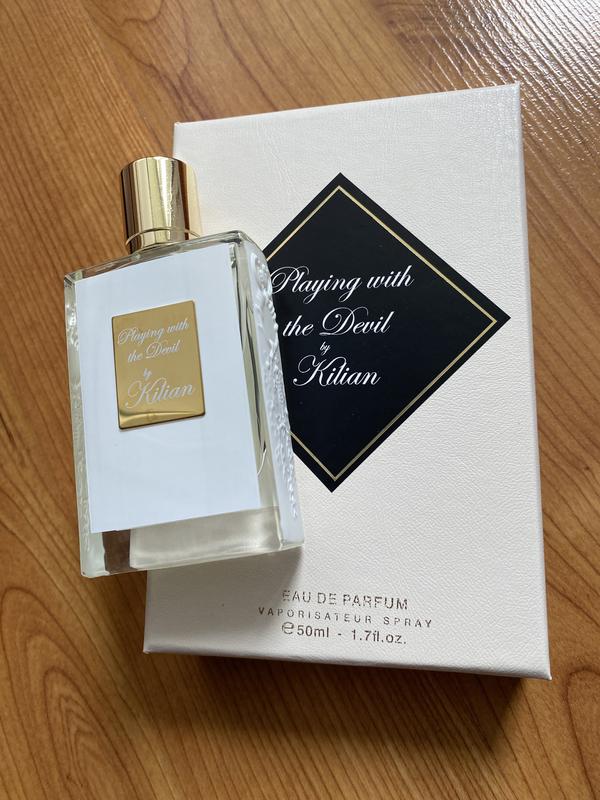 Playing with
the Devil
by
Kilian
Playing with
the Devil
by
Kilian
EAU DE PARFUM
VAPORISATEUR SPRAY
℮50ml - 1.7fl.oz.